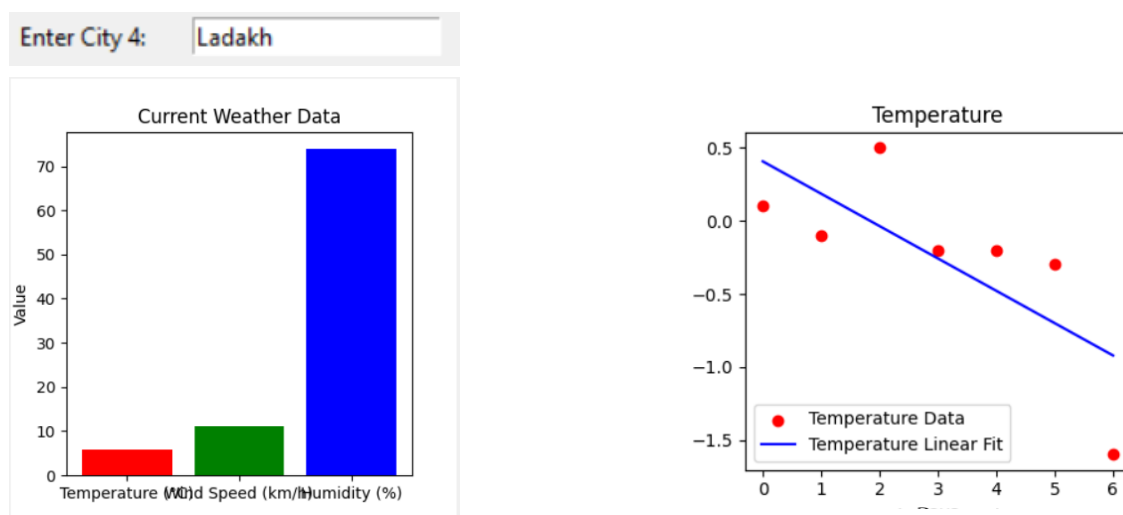 Enter City 4: Ladakh
Current Weather Data
Value
70
60
50
40
30
20
10
0
Temperature (°C) Wind Speed (km/h) Humidity (%)
Temperature
0.5
0.0
−0.5
−1.0
−1.5
Temperature Data
Temperature Linear Fit
0 1 2 3 4 5 6